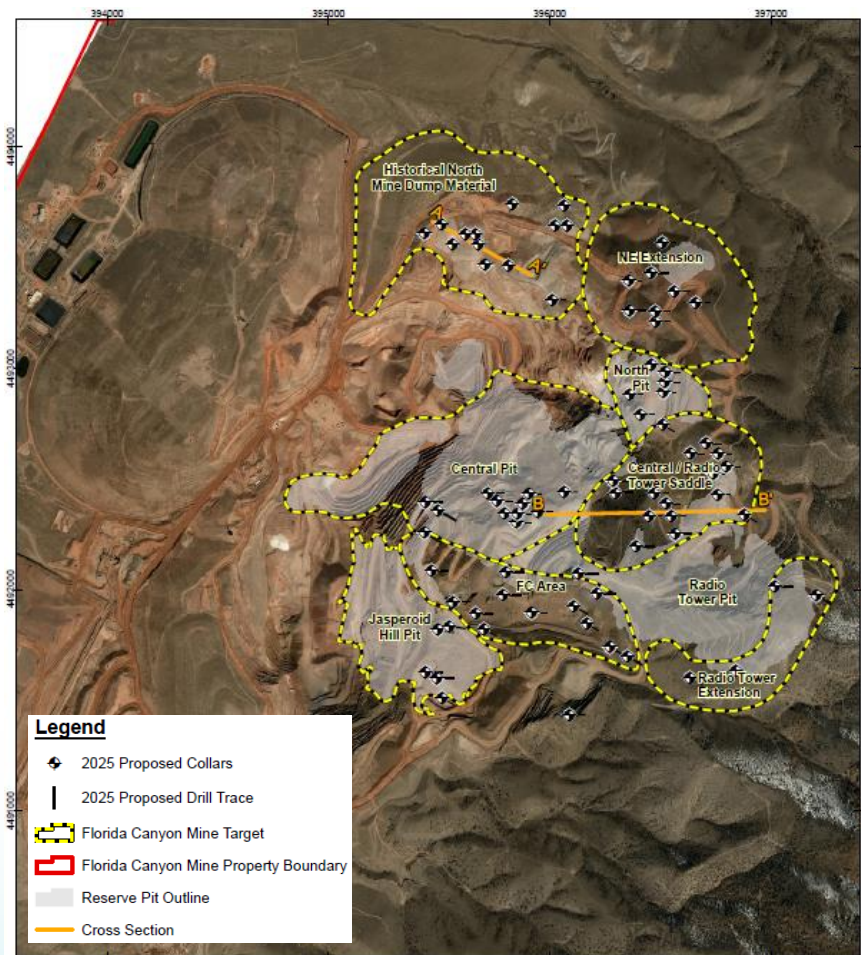 394000
395000
396000
397000
4494000
4493000
4492000
4491000
Historical North
Mine Dump Material
A
A'
NE Extension
North
Pit
Central Pit
Central / Radio
Tower Saddle
B
B'
FC Area
Radio
Tower Pit
Jasperoid
Hill Pit
Radio Tower
Extension
Legend
2025 Proposed Collars
2025 Proposed Drill Trace
Florida Canyon Mine Target
Florida Canyon Mine Property Boundary
Reserve Pit Outline
Cross Section